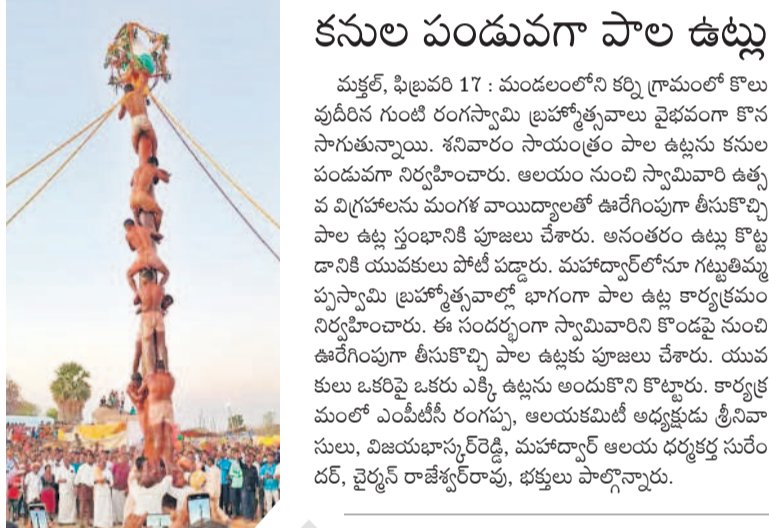 కనుల పండువగా పాల ఉట్లు
మక్తల్, ఫిబ్రవరి 17 : మండలంలోని కర్ని గ్రామంలో కొలు
వుదీరిన గుంటి రంగస్వామి బ్రహ్మోత్సవాలు వైభవంగా కొన
సాగుతున్నాయి. శనివారం సాయంత్రం పాల ఉట్లను కనుల
పండువగా నిర్వహించారు. ఆలయం నుంచి స్వామివారి ఉత్స
వ విగ్రహాలను మంగళ వాయిద్యాలతో ఊరేగింపుగా తీసుకొచ్చి
పాల ఉట్ల స్తంభానికి పూజలు చేశారు. అనంతరం ఉట్లు కొట్ట
డానికి యువకులు పోటీ పడ్డారు. మహాద్వార్‌లోనూ గట్టుతిమ్మ
ప్పస్వామి బ్రహ్మోత్సవాల్లో భాగంగా పాల ఉట్ల కార్యక్రమం
నిర్వహించారు. ఈ సందర్భంగా స్వామివారిని కొండపై నుంచి
ఊరేగింపుగా తీసుకొచ్చి పాల ఉట్లకు పూజలు చేశారు. యువ
కులు ఒకరిపై ఒకరు ఎక్కి ఉట్లను అందుకొని కొట్టారు. కార్యక్ర
మంలో ఎంపీటీసీ రంగప్ప, ఆలయకమిటీ అధ్యక్షుడు శ్రీనివా
సులు, విజయభాస్కర్‌రెడ్డి, మహాద్వార్ ఆలయ ధర్మకర్త సురేం
దర్, చైర్మన్ రాజేశ్వర్‌రావు, భక్తులు పాల్గొన్నారు.